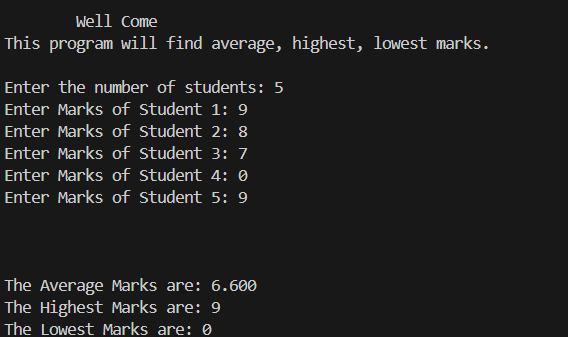 Well Come
This program will find average, highest, lowest marks.
Enter the number of students: 5
Enter Marks of Student 1: 9
Enter Marks of Student 2: 8
Enter Marks of Student 3: 7
Enter Marks of Student 4: 0
Enter Marks of Student 5: 9
The Average Marks are: 6.600
The Highest Marks are: 9
The Lowest Marks are: 0